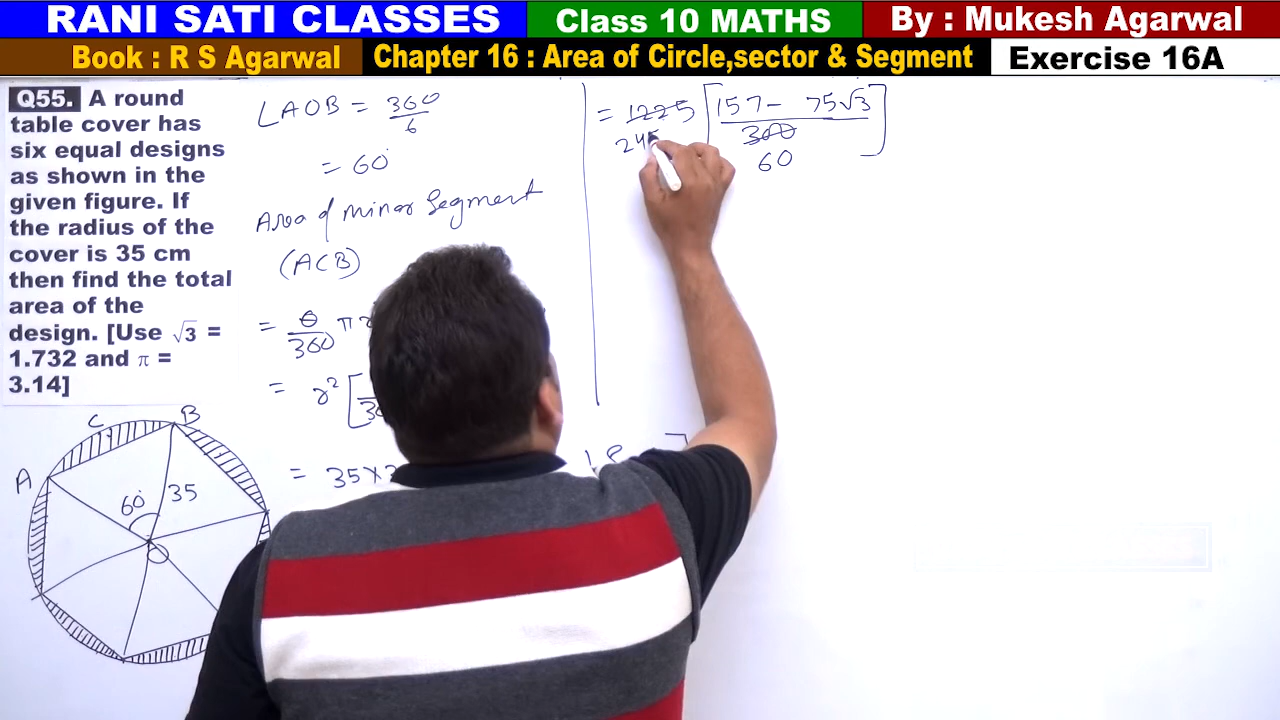 RANI SATI CLASSES
Class 10 MATHS
By : Mukesh Agarwal
Book : R S Agarwal
Chapter 16 : Area of Circle,sector & Segment
Exercise 16A
Q55. A round
table cover has
six equal designs
as shown in the
given figure. If
the radius of the
cover is 35 cm
then find the total
area of the
design. [Use √3 =
1.732 and π =
3.14]
∠AOB = 360/6
= 60°
Area of minor Segment
(ACB)
= θ/360 π
= r² [
= 35×
= 1225 [157 − 75√3 / 300]
245
60
A
C
B
60°
35
O